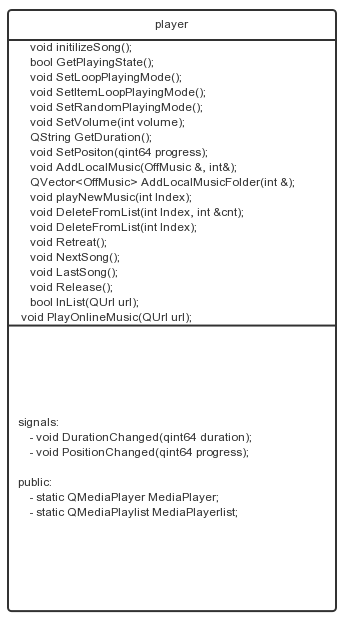 player
void initilizeSong();
bool GetPlayingState();
void SetLoopPlayingMode();
void SetItemLoopPlayingMode();
void SetRandomPlayingMode();
void SetVolume(int volume);
QString GetDuration();
void SetPositon(qint64 progress);
void AddLocalMusic(OffMusic &, int&);
QVector<OffMusic> AddLocalMusicFolder(int &);
void playNewMusic(int Index);
void DeleteFromList(int Index, int &cnt);
void DeleteFromList(int Index);
void Retreat();
void NextSong();
void LastSong();
void Release();
bool InList(QUrl url);
void PlayOnlineMusic(QUrl url);
signals:
- void DurationChanged(qint64 duration);
- void PositionChanged(qint64 progress);
public:
- static QMediaPlayer MediaPlayer;
- static QMediaPlaylist MediaPlayerlist;